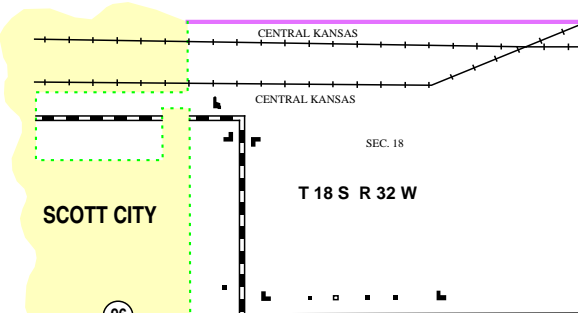 CENTRAL KANSAS
CENTRAL KANSAS
SEC. 18
T 18 S R 32 W
SCOTT CITY